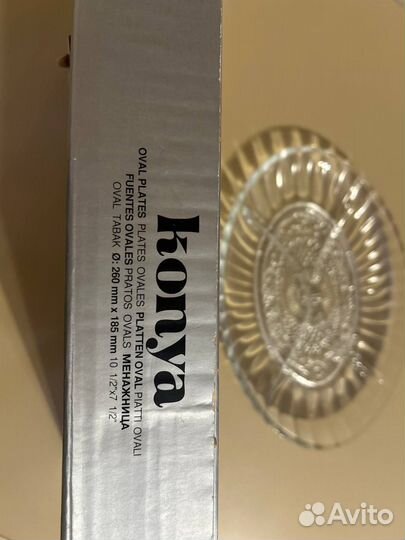 konya
OVAL PLATES PLATES OVALES PLATTEN OVAL PIATTI OVALI
FUENTES OVALES PRATOS OVALS МЕНАЖНИЦА
OVAL TABAK Ø: 260 mm x 185 mm 10 1/2"x7 1/2"
Avito